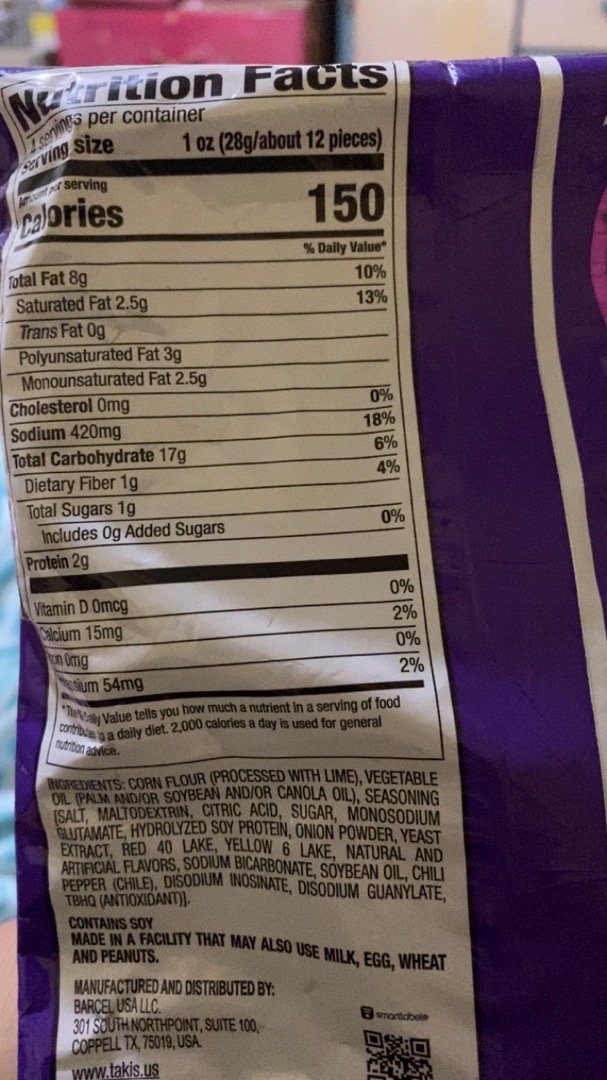 Nutrition Facts
4 servings per container
Serving size 1 oz (28g/about 12 pieces)
Amount per serving
Calories 150
% Daily Value*
Total Fat 8g 10%
Saturated Fat 2.5g 13%
Trans Fat 0g
Polyunsaturated Fat 3g
Monounsaturated Fat 2.5g
Cholesterol 0mg 0%
Sodium 420mg 18%
Total Carbohydrate 17g 6%
Dietary Fiber 1g 4%
Total Sugars 1g
Includes 0g Added Sugars 0%
Protein 2g
Vitamin D 0mcg 0%
Calcium 15mg 2%
Iron 0mg 0%
sium 54mg 2%
*The % Daily Value tells you how much a nutrient in a serving of food
contributes to a daily diet. 2,000 calories a day is used for general
nutrition advice.
INGREDIENTS: CORN FLOUR (PROCESSED WITH LIME), VEGETABLE
OIL (PALM AND/OR SOYBEAN AND/OR CANOLA OIL), SEASONING
[SALT, MALTODEXTRIN, CITRIC ACID, SUGAR, MONOSODIUM
GLUTAMATE, HYDROLYZED SOY PROTEIN, ONION POWDER, YEAST
EXTRACT, RED 40 LAKE, YELLOW 6 LAKE, NATURAL AND
ARTIFICIAL FLAVORS, SODIUM BICARBONATE, SOYBEAN OIL, CHILI
PEPPER (CHILE), DISODIUM INOSINATE, DISODIUM GUANYLATE,
TBHQ (ANTIOXIDANT)].
CONTAINS SOY
MADE IN A FACILITY THAT MAY ALSO USE MILK, EGG, WHEAT
AND PEANUTS.
MANUFACTURED AND DISTRIBUTED BY:
BARCEL USA LLC.
301 SOUTH NORTHPOINT, SUITE 100,
COPPELL TX, 75019, USA.
www.takis.us
smartlabel®